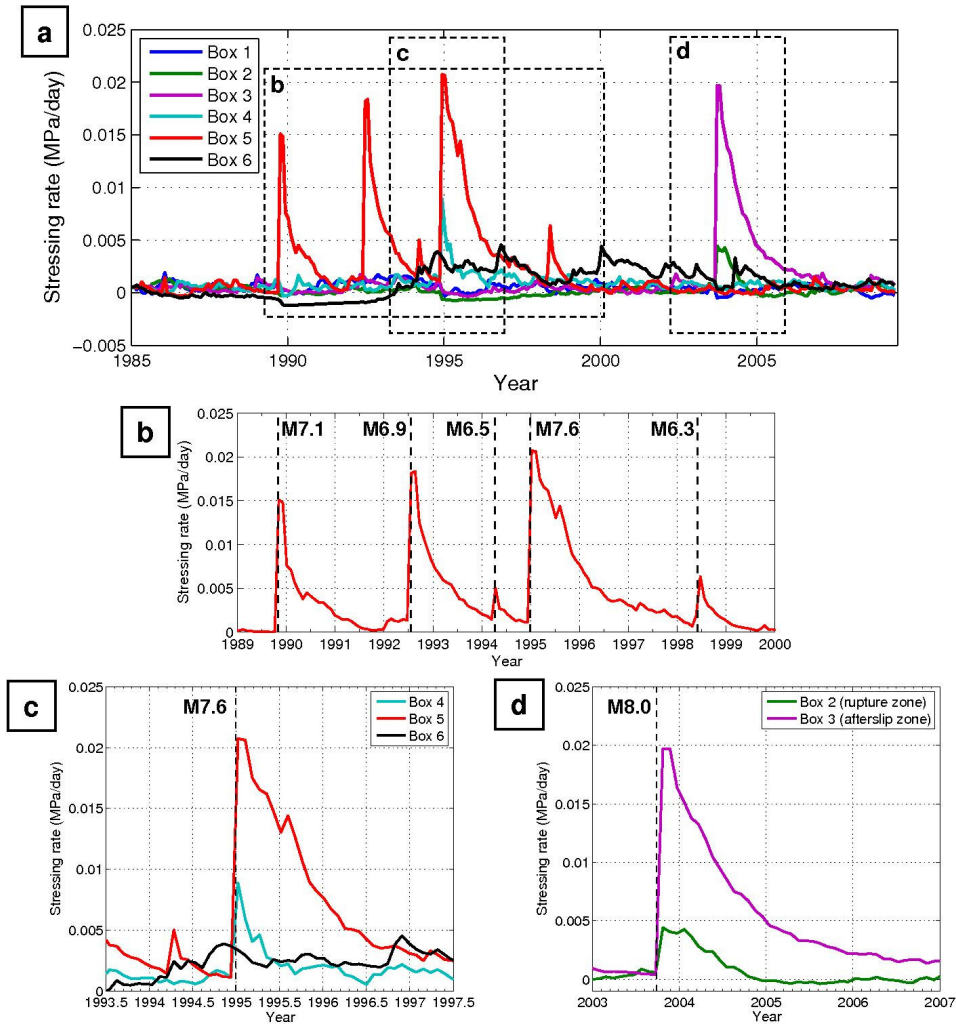 a
Stressing rate (MPa/day)
0.025
0.02
0.015
0.01
0.005
0
−0.005
Box 1
Box 2
Box 3
Box 4
Box 5
Box 6
b
c
d
1985
1990
1995
2000
2005
Year
b
Stressing rate (MPa/day)
0.025
0.02
0.015
0.01
0.005
0
M7.1
M6.9
M6.5
M7.6
M6.3
1989
1990
1991
1992
1993
1994
1995
1996
1997
1998
1999
2000
Year
c
Stressing rate (MPa/day)
0.025
0.02
0.015
0.01
0.005
0
M7.6
Box 4
Box 5
Box 6
1993.5
1994
1994.5
1995
1995.5
1996
1996.5
1997
1997.5
Year
d
Stressing rate (MPa/day)
0.025
0.02
0.015
0.01
0.005
0
M8.0
Box 2 (rupture zone)
Box 3 (afterslip zone)
2003
2004
2005
2006
2007
Year